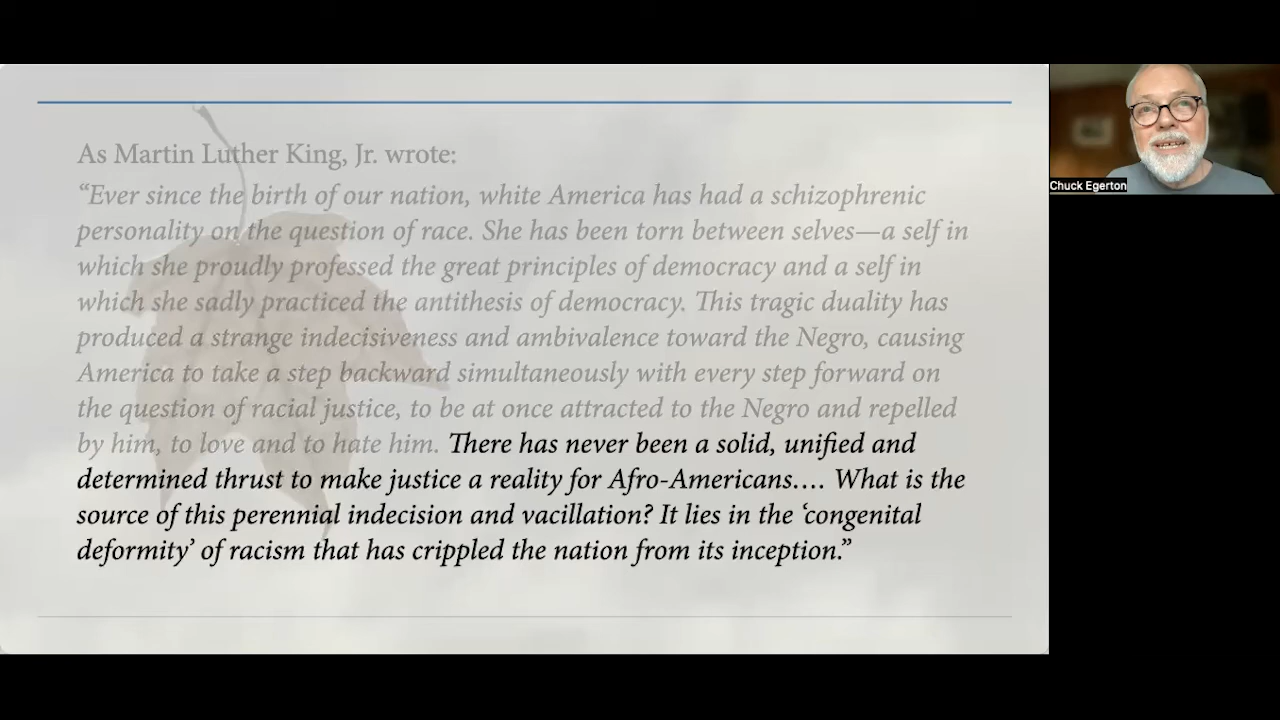 As Martin Luther King, Jr. wrote:
“Ever since the birth of our nation, white America has had a schizophrenic
personality on the question of race. She has been torn between selves—a self in
which she proudly professed the great principles of democracy and a self in
which she sadly practiced the antithesis of democracy. This tragic duality has
produced a strange indecisiveness and ambivalence toward the Negro, causing
America to take a step backward simultaneously with every step forward on
the question of racial justice, to be at once attracted to the Negro and repelled
by him, to love and to hate him. There has never been a solid, unified and
determined thrust to make justice a reality for Afro-Americans.… What is the
source of this perennial indecision and vacillation? It lies in the ‘congenital
deformity’ of racism that has crippled the nation from its inception.”
Chuck Egerton